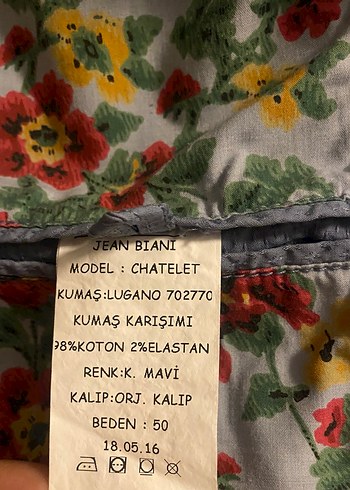 JEAN BIANI
MODEL : CHATELET
KUMAŞ:LUGANO 702770
KUMAŞ KARIŞIMI
98%KOTON 2%ELASTAN
RENK:K. MAVİ
KALIP:ORJ. KALIP
BEDEN : 50
18.05.16